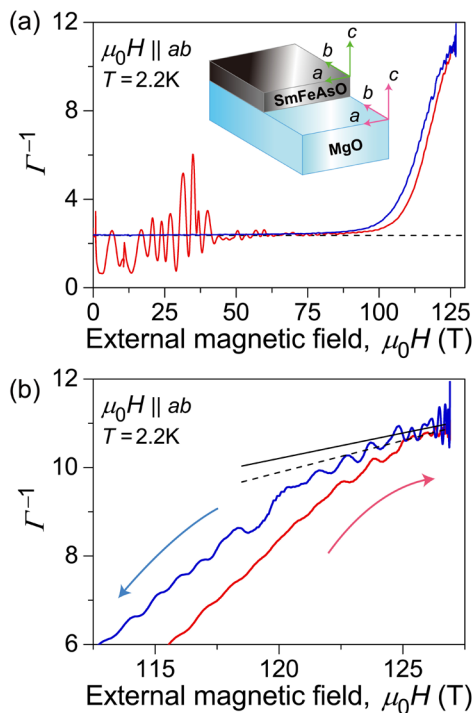 (a)
μ₀H || ab
T = 2.2K
b
c
a
b
c
SmFeAsO
a
MgO
Γ⁻¹
12
8
4
0
0 25 50 75 100 125
External magnetic field, μ₀H (T)
(b)
μ₀H || ab
T = 2.2K
Γ⁻¹
12
10
8
6
115 120 125
External magnetic field, μ₀H (T)